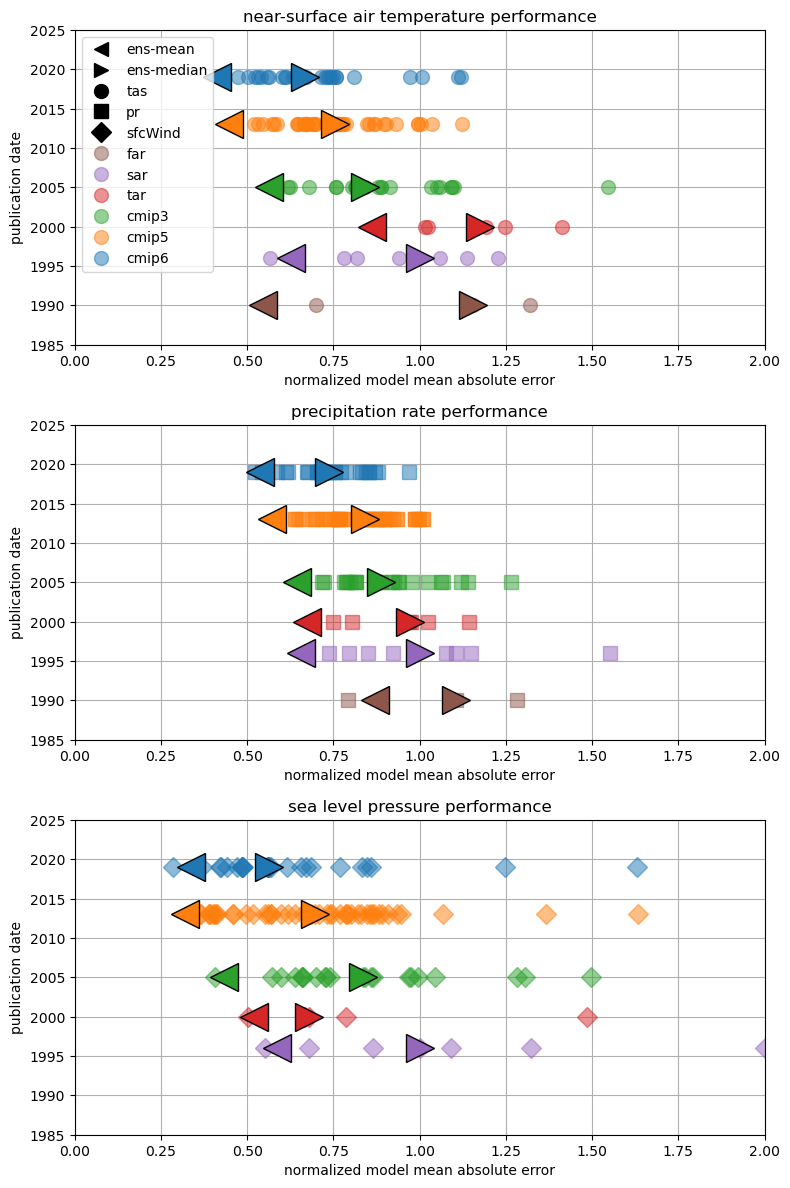 near-surface air temperature performance
2025
2020
2015
2010
2005
2000
1995
1990
1985
publication date
ens-mean
ens-median
tas
pr
sfcWind
far
sar
tar
cmip3
cmip5
cmip6
0.00 0.25 0.50 0.75 1.00 1.25 1.50 1.75 2.00
normalized model mean absolute error
precipitation rate performance
2025
2020
2015
2010
2005
2000
1995
1990
1985
publication date
0.00 0.25 0.50 0.75 1.00 1.25 1.50 1.75 2.00
normalized model mean absolute error
sea level pressure performance
2025
2020
2015
2010
2005
2000
1995
1990
1985
publication date
0.00 0.25 0.50 0.75 1.00 1.25 1.50 1.75 2.00
normalized model mean absolute error